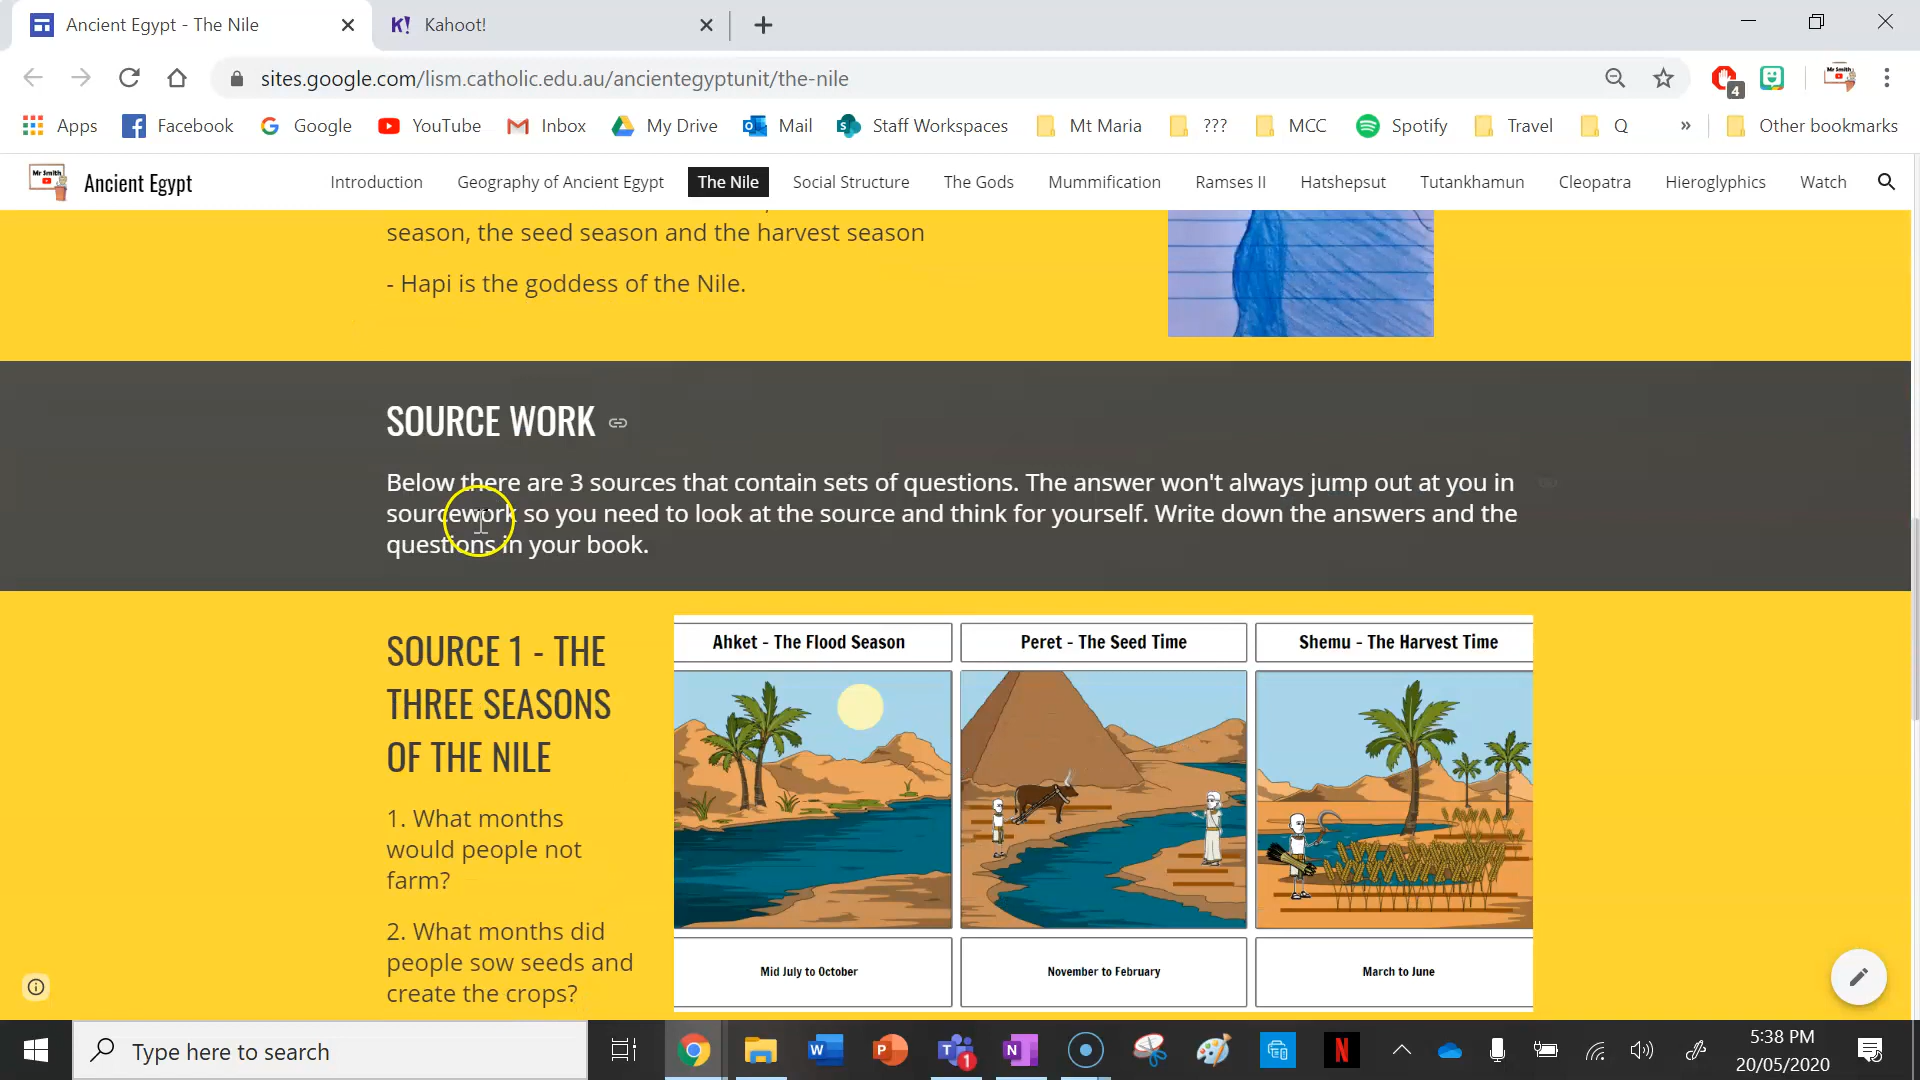 Ancient Egypt - The Nile
Kahoot!
sites.google.com/lism.catholic.edu.au/ancientegyptunit/the-nile
4
Apps Facebook Google YouTube Inbox My Drive Mail Staff Workspaces Mt Maria ??? MCC Spotify Travel Q » Other bookmarks
Mr Smith
Ancient Egypt
Introduction Geography of Ancient Egypt The Nile Social Structure The Gods Mummification Ramses II Hatshepsut Tutankhamun Cleopatra Hieroglyphics Watch
season, the seed season and the harvest season
- Hapi is the goddess of the Nile.
SOURCE WORK
Below there are 3 sources that contain sets of questions. The answer won't always jump out at you in
sourcework so you need to look at the source and think for yourself. Write down the answers and the
questions in your book.
SOURCE 1 - THE
THREE SEASONS
OF THE NILE
1. What months
would people not
farm?
2. What months did
people sow seeds and
create the crops?
Ahket - The Flood Season
Peret - The Seed Time
Shemu - The Harvest Time
Mid July to October
November to February
March to June
Type here to search
1
5:38 PM
20/05/2020